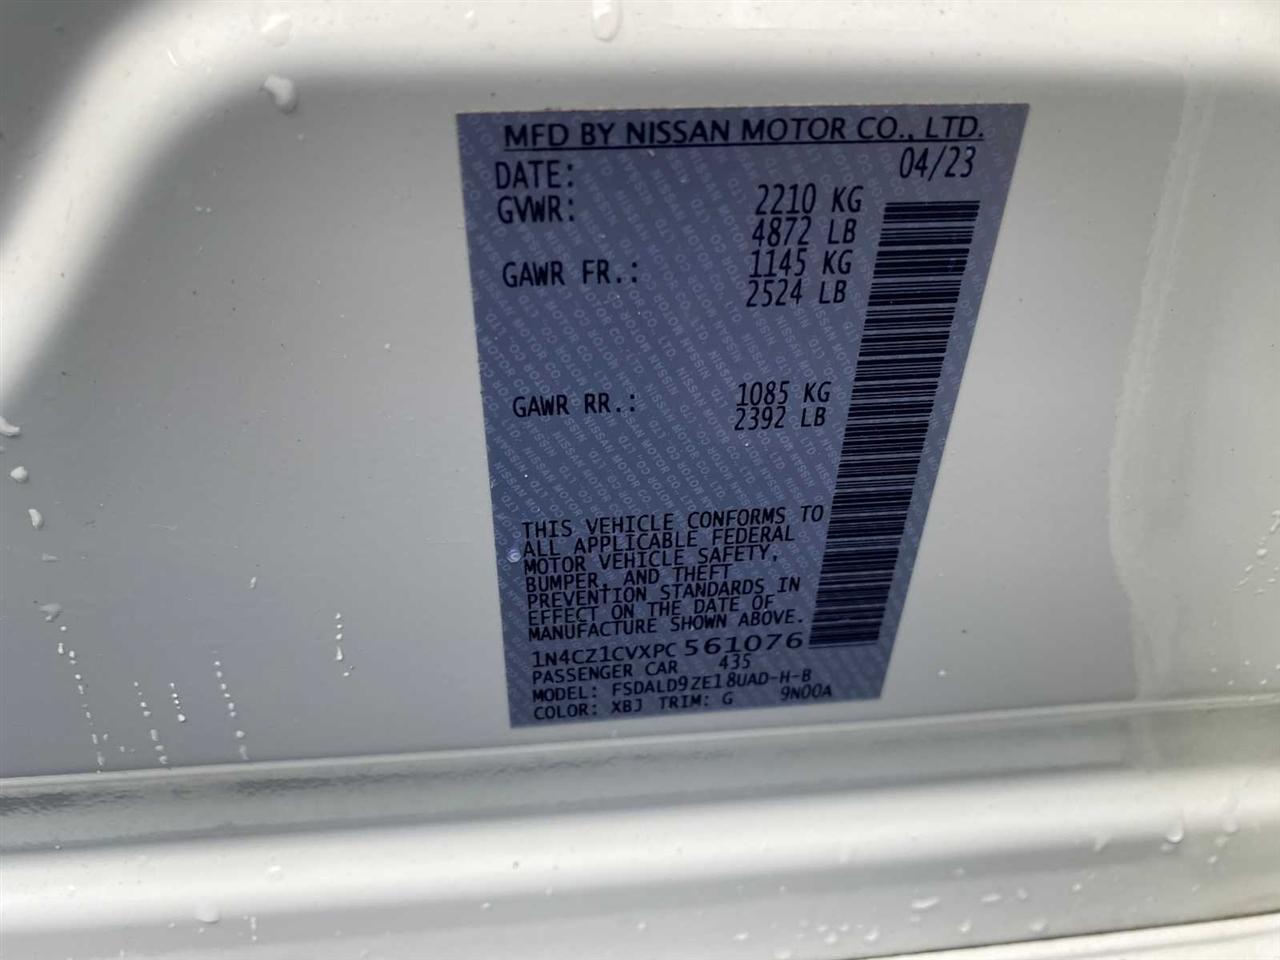 MFD BY NISSAN MOTOR CO., LTD.
DATE: 04/23
GVWR: 2210 KG
4872 LB
GAWR FR.: 1145 KG
2524 LB
GAWR RR.: 1085 KG
2392 LB
THIS VEHICLE CONFORMS TO
ALL APPLICABLE FEDERAL
MOTOR VEHICLE SAFETY,
BUMPER, AND THEFT
PREVENTION STANDARDS IN
EFFECT ON THE DATE OF
MANUFACTURE SHOWN ABOVE.
1N4CZ1CVXPC561076
PASSENGER CAR 435
MODEL: FSDALD9ZE18UAD-H-B
COLOR: XBJ TRIM: G 9N00A